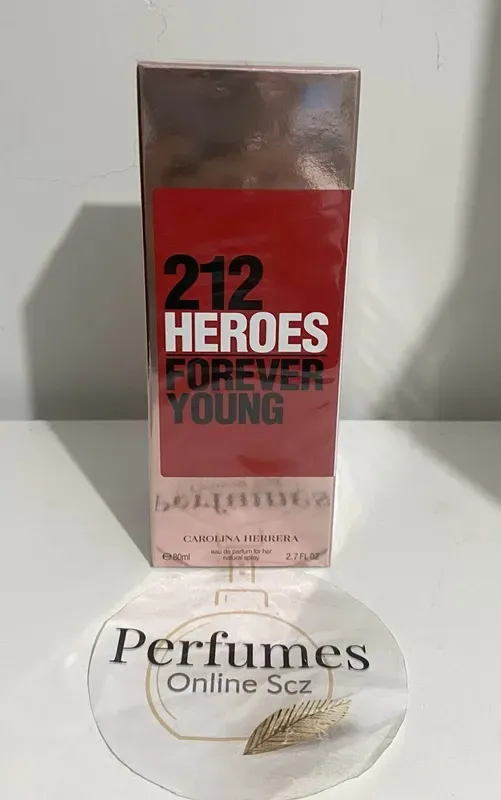 212
HEROES
FOREVER
YOUNG
CAROLINA HERRERA
eau de parfum for her
natural spray
℮80ml
2.7 FL OZ
Perfumes
Online Scz